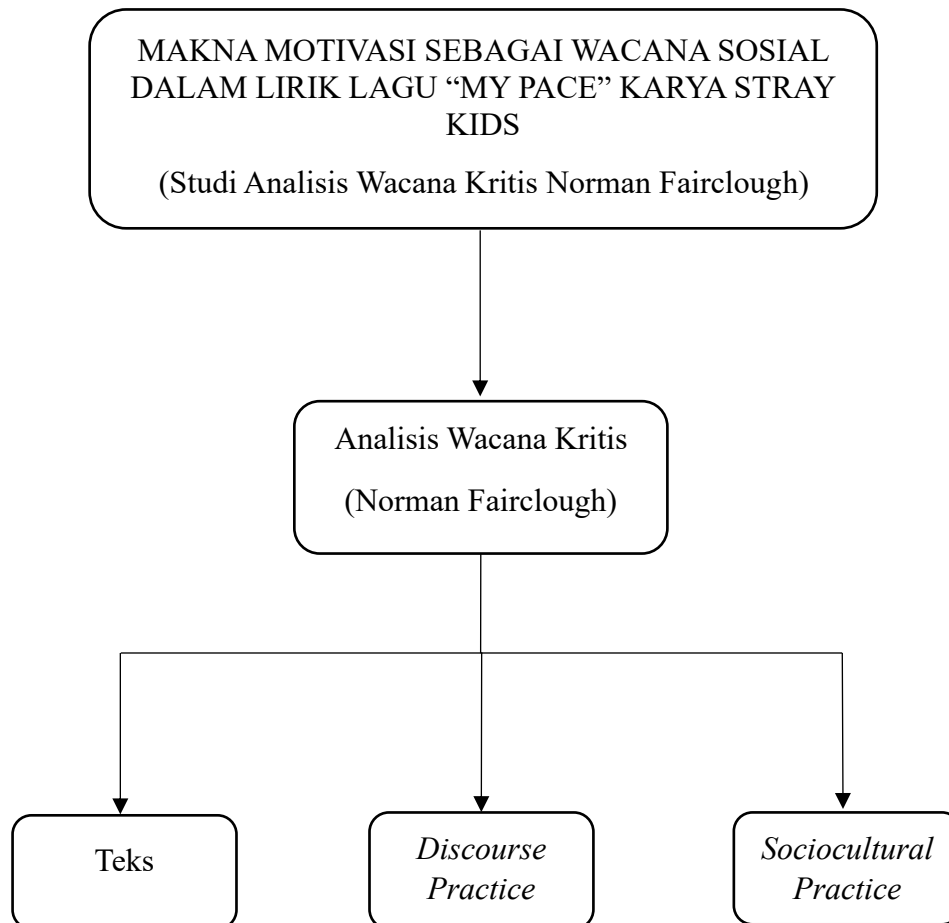 MAKNA MOTIVASI SEBAGAI WACANA SOSIAL
DALAM LIRIK LAGU “MY PACE” KARYA STRAY
KIDS
(Studi Analisis Wacana Kritis Norman Fairclough)
Analisis Wacana Kritis
(Norman Fairclough)
Teks
Discourse
Practice
Sociocultural
Practice